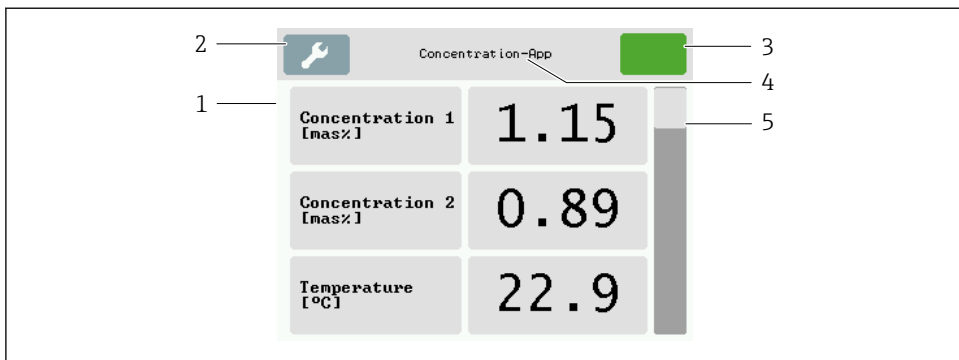 2
Concentration-App
3
4
1
Concentration 1
[mas%]
1.15
5
Concentration 2
[mas%]
0.89
Temperature
[ºC]
22.9